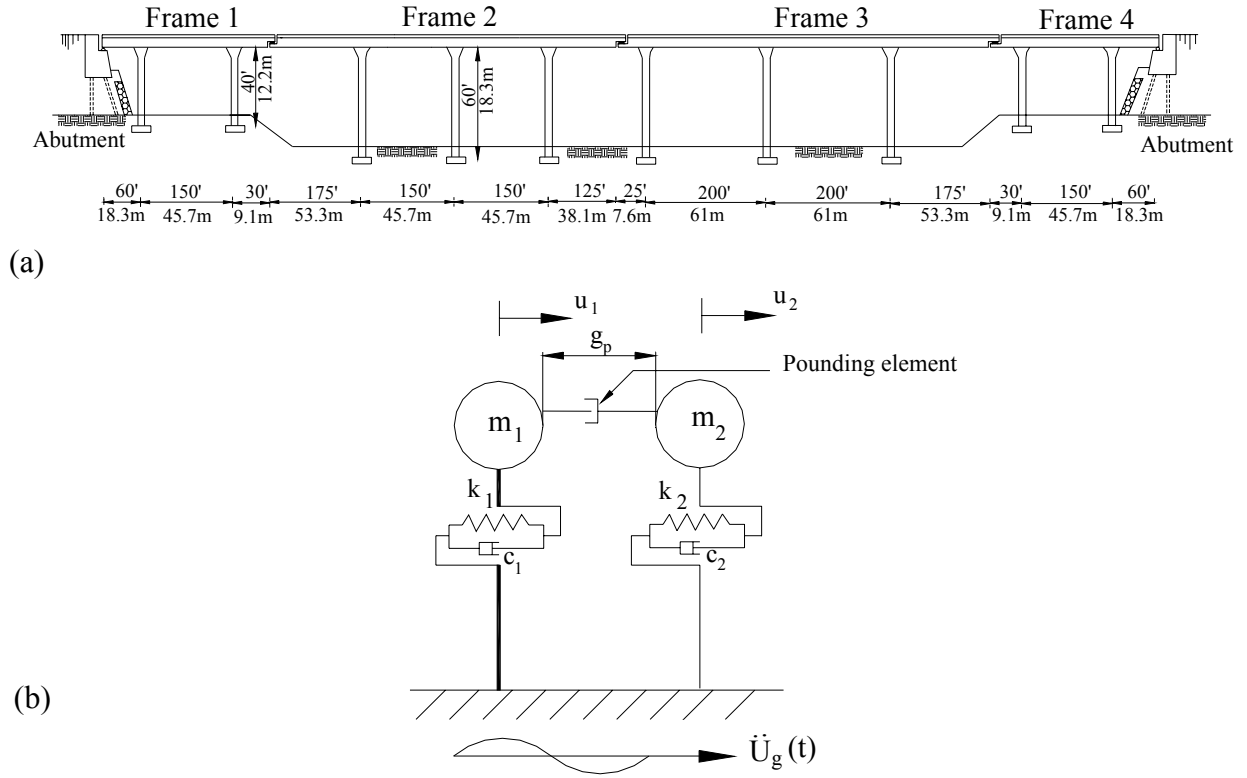 Frame 1 Frame 2 Frame 3 Frame 4
40'
12.2m
60'
18.3m
Abutment Abutment
60' 150' 30' 175' 150' 150' 125' 25' 200' 200' 175' 30' 150' 60'
18.3m 45.7m 9.1m 53.3m 45.7m 45.7m 38.1m 7.6m 61m 61m 53.3m 9.1m 45.7m 18.3m
(a)
u₁ u₂
gₚ
Pounding element
m₁ m₂
k₁ k₂
c₁ c₂
(b)
Ü_g(t)